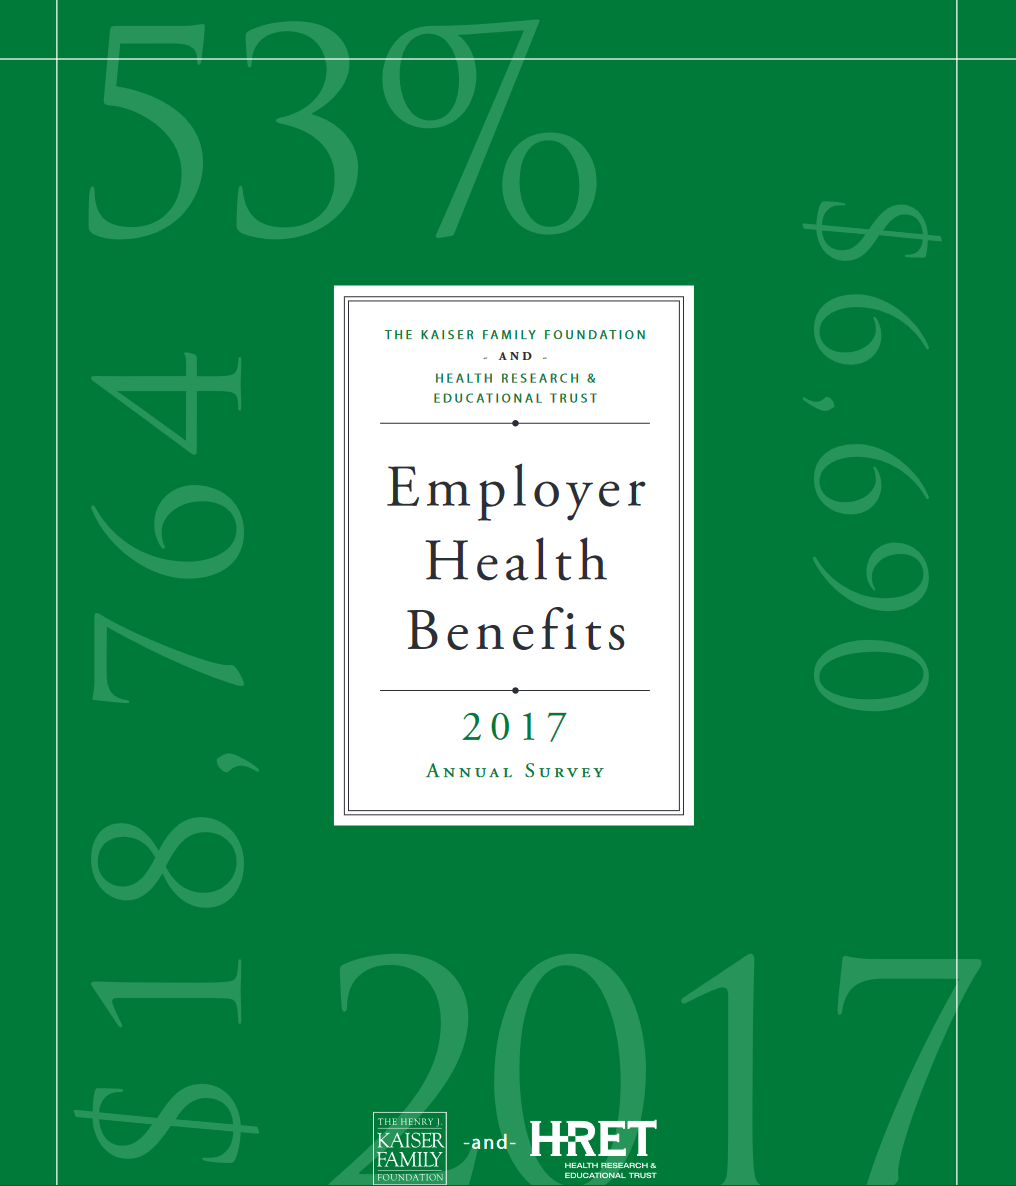 53%
$6,690
$18,764
THE KAISER FAMILY FOUNDATION
- AND -
HEALTH RESEARCH &
EDUCATIONAL TRUST
Employer
Health
Benefits
2017
ANNUAL SURVEY
2017
THE HENRY J.
KAISER
FAMILY
FOUNDATION
-and-
HRET
HEALTH RESEARCH &
EDUCATIONAL TRUST